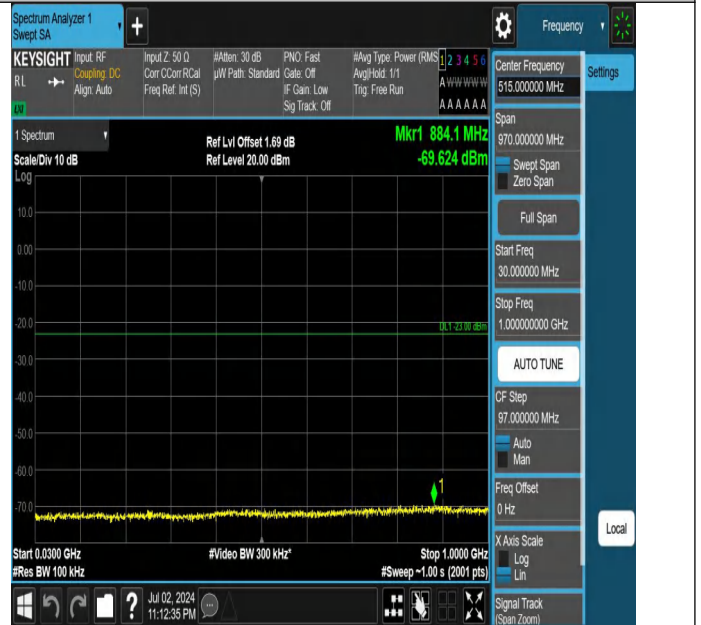 Spectrum Analyzer 1
Swept SA
+
Frequency
KEYSIGHT
RL
LXI
Input: RF
Coupling: DC
Align: Auto
Input Z: 50 Ω
Corr CCorr RCal
Freq Ref: Int (S)
#Atten: 30 dB
µW Path: Standard
PNO: Fast
Gate: Off
IF Gain: Low
Sig Track: Off
#Avg Type: Power (RMS
Avg|Hold: 1/1
Trig: Free Run
1 2 3 4 5 6
A W W W W W
A A A A A A
1 Spectrum
Scale/Div 10 dB
Log
Ref Lvl Offset 1.69 dB
Ref Level 20.00 dBm
Mkr1 884.1 MHz
-69.624 dBm
10.0
0.00
-10.0
-20.0
-30.0
-40.0
-50.0
-60.0
-70.0
DL1 -23.00 dBm
1
Start 0.0300 GHz
#Res BW 100 kHz
#Video BW 300 kHz*
Stop 1.0000 GHz
#Sweep ~1.00 s (2001 pts)
Center Frequency
515.000000 MHz
Span
970.000000 MHz
Swept Span
Zero Span
Full Span
Start Freq
30.000000 MHz
Stop Freq
1.000000000 GHz
AUTO TUNE
CF Step
97.000000 MHz
Auto
Man
Freq Offset
0 Hz
X Axis Scale
Log
Lin
Signal Track
(Span Zoom)
Settings
Local
?
Jul 02, 2024
11:12:35 PM